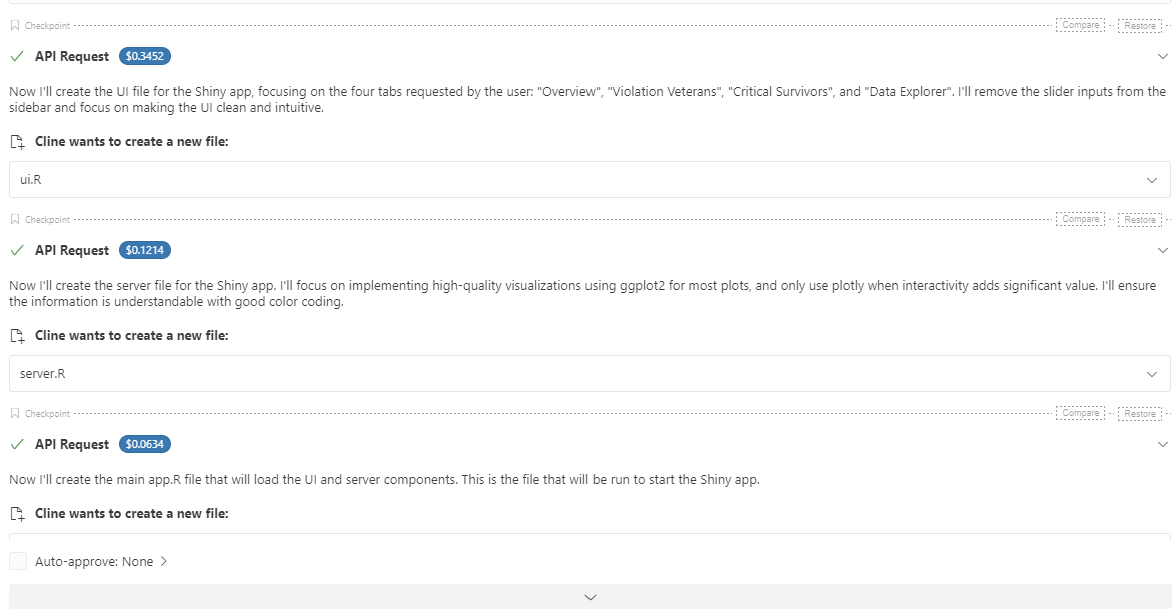 Checkpoint Compare Restore
API Request $0.3452
Now I'll create the UI file for the Shiny app, focusing on the four tabs requested by the user: "Overview", "Violation Veterans", "Critical Survivors", and "Data Explorer". I'll remove the slider inputs from the
sidebar and focus on making the UI clean and intuitive.
Cline wants to create a new file:
ui.R
Checkpoint Compare Restore
API Request $0.1214
Now I'll create the server file for the Shiny app. I'll focus on implementing high-quality visualizations using ggplot2 for most plots, and only use plotly when interactivity adds significant value. I'll ensure
the information is understandable with good color coding.
Cline wants to create a new file:
server.R
Checkpoint Compare Restore
API Request $0.0634
Now I'll create the main app.R file that will load the UI and server components. This is the file that will be run to start the Shiny app.
Cline wants to create a new file:
Auto-approve: None